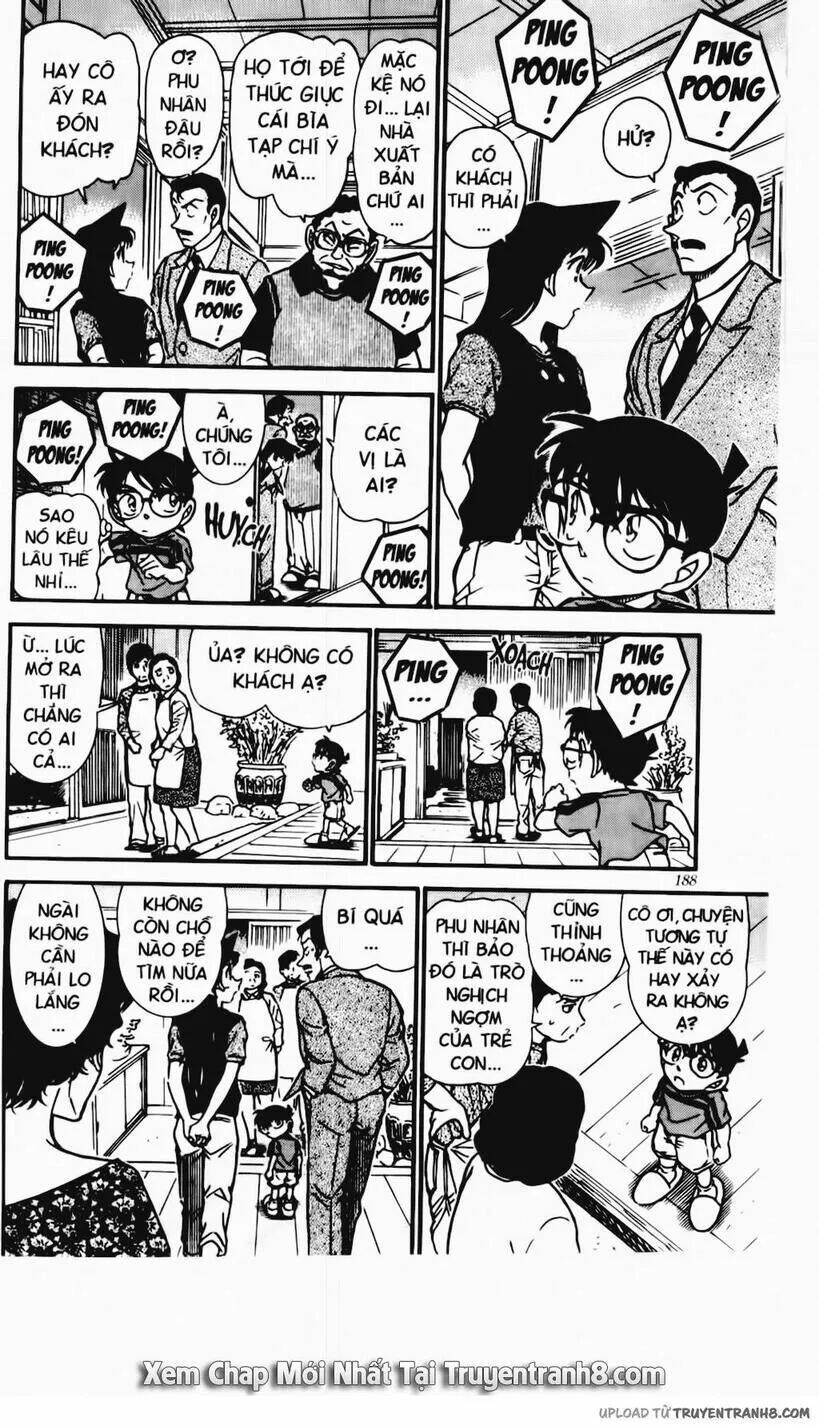 PING
POONG
!
PING
POONG
!
HỬ?
CÓ
KHÁCH
THÌ PHẢI
...
MẶC
KỆ NÓ
ĐI... LẠI
NHÀ
XUẤT
BẢN
CHỨ AI
...
HỌ TỚI ĐỂ
THÚC GIỤC
CÁI BÌA
TẠP CHÍ Ý
MÀ...
Ơ?
PHU
NHÂN
ĐÂU
RỒI?
HAY CÔ
ẤY RA
ĐÓN
KHÁCH?
PING
POONG
!
PING
POONG
!
PING
POONG
!
CÁC
VỊ LÀ
AI?
PING
POONG!
À,
CHÚNG
TÔI...
HUỴCH
PING
POONG!
PING
POONG!
SAO
NÓ KÊU
LÂU THẾ
NHỈ...
PING
POONG
!
XOẠCH
PING
...
ỦA? KHÔNG CÓ
KHÁCH Ạ?
Ừ... LÚC
MỞ RA
THÌ
CHẲNG
CÓ AI
CẢ...
188
CÔ ƠI, CHUYỆN
TƯƠNG TỰ
THẾ NÀY CÓ
HAY XẢY
RA KHÔNG
Ạ?
CŨNG
THỈNH
THOẢNG
...
PHU NHÂN
THÌ BẢO
ĐÓ LÀ TRÒ
NGHỊCH
NGỢM
CỦA TRẺ
CON...
BÍ QUÁ
...
KHÔNG
CÒN CHỖ
NÀO ĐỂ
TÌM NỮA
RỒI...
NGÀI
KHÔNG
CẦN
PHẢI LO
LẮNG
...
Xem Chap Mới Nhất Tại Truyentranh8.com
UPLOAD TỪ TRUYENTRANH8.COM